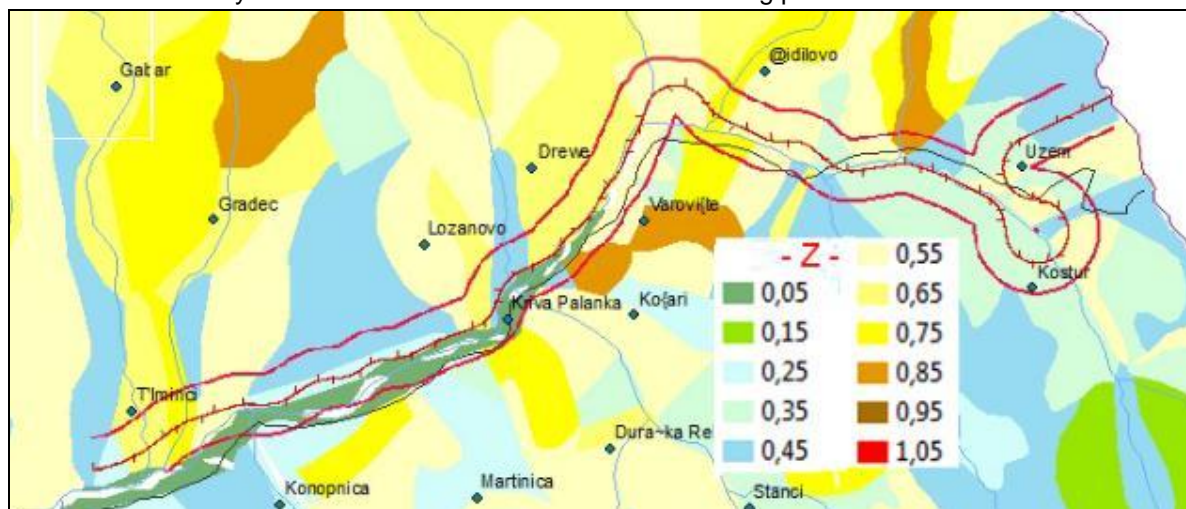 @idilovo
Gabar
Drewe
Uzem
Gradec
Varovi{te
Lozanovo
Kostur
Kriva Palanka
Ko{ari
T'lminci
Dura~ka Re
Konopnica
Martinica
Stanci
- Z -
0,05
0,15
0,25
0,35
0,45
0,55
0,65
0,75
0,85
0,95
1,05